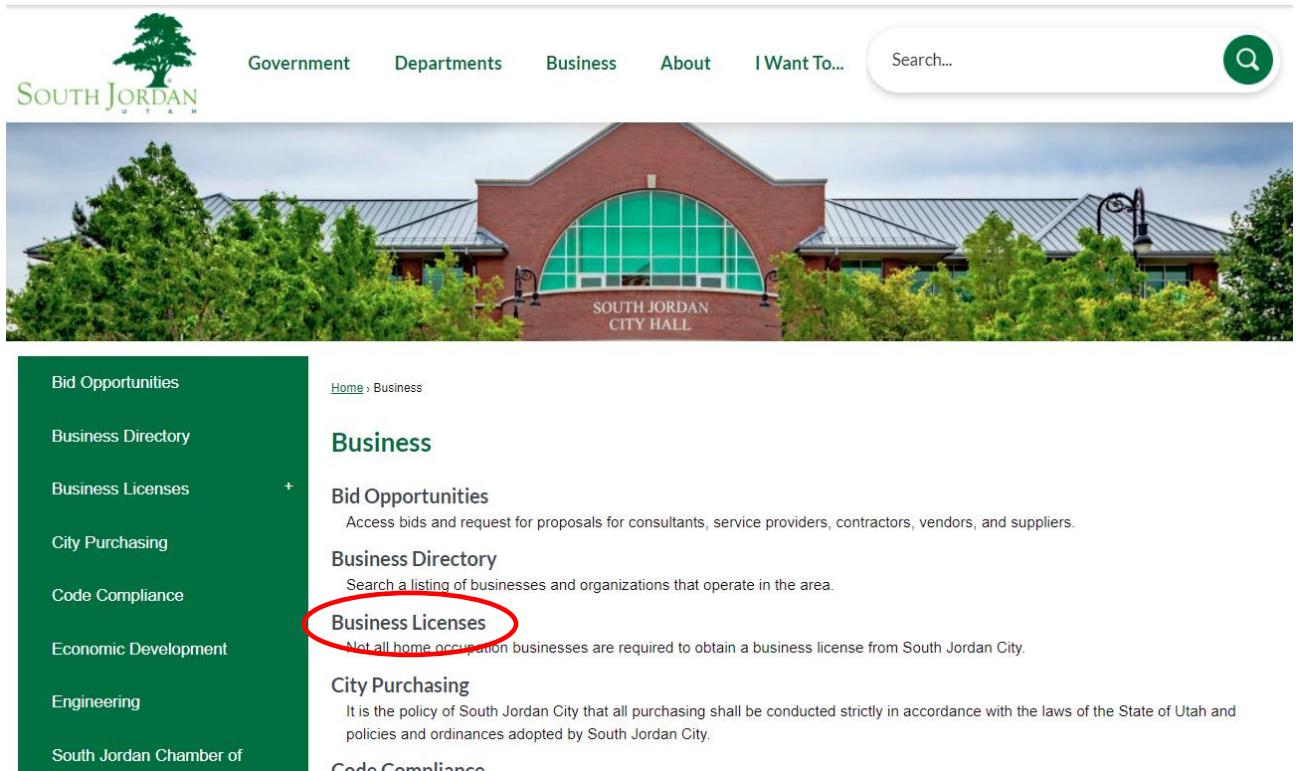 SOUTH JORDAN
UTAH
Government Departments Business About I Want To... Search...
SOUTH JORDAN
CITY HALL
Bid Opportunities
Business Directory
Business Licenses +
City Purchasing
Code Compliance
Economic Development
Engineering
South Jordan Chamber of
Home › Business
Business
Bid Opportunities
Access bids and request for proposals for consultants, service providers, contractors, vendors, and suppliers.
Business Directory
Search a listing of businesses and organizations that operate in the area.
Business Licenses
Not all home occupation businesses are required to obtain a business license from South Jordan City.
City Purchasing
It is the policy of South Jordan City that all purchasing shall be conducted strictly in accordance with the laws of the State of Utah and
policies and ordinances adopted by South Jordan City.
Code Compliance